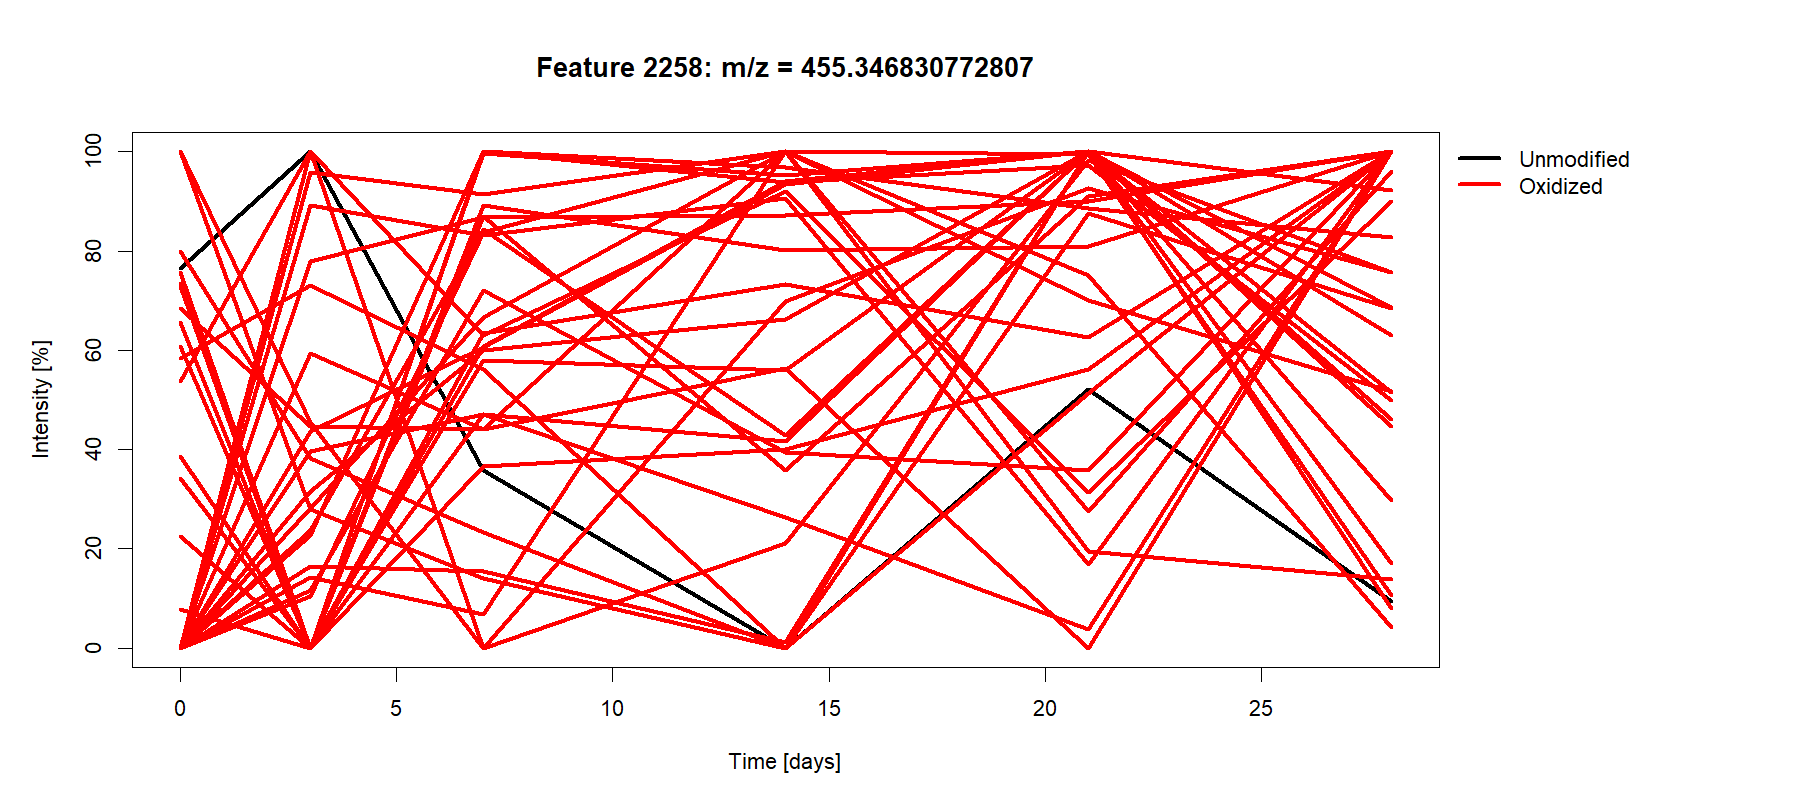 Feature 2258: m/z = 455.346830772807
Unmodified
Oxidized
Intensity [%]
100
80
60
40
20
0
0 5 10 15 20 25
Time [days]